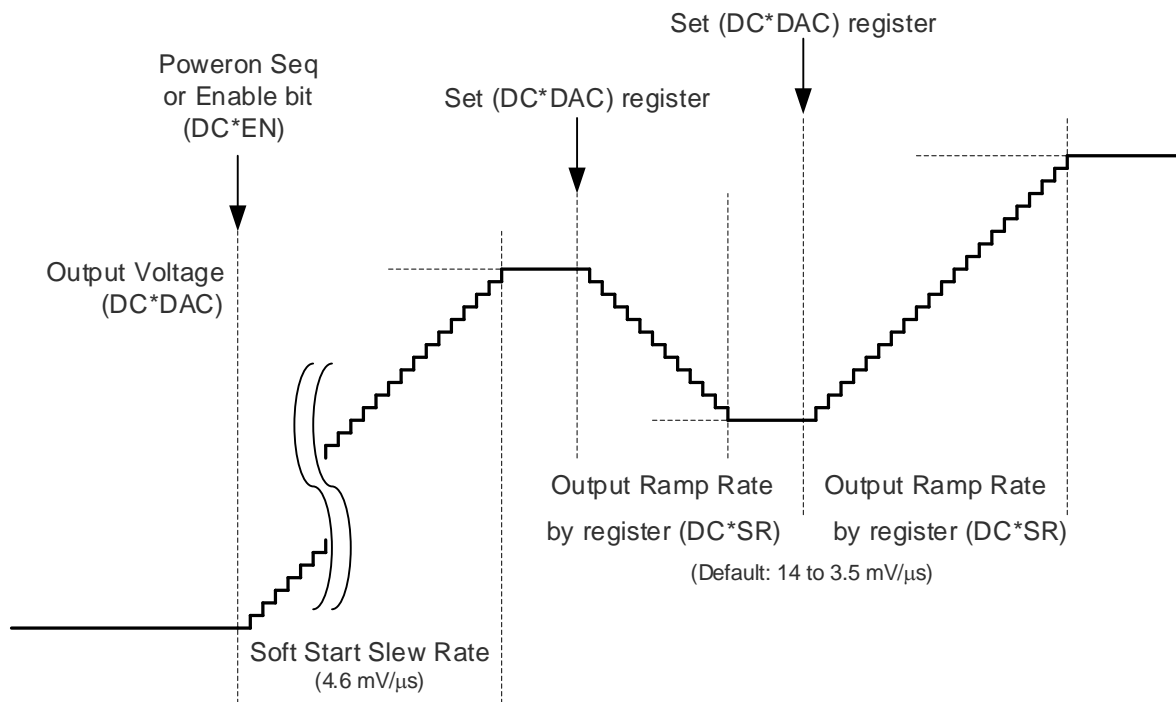 Set (DC*DAC) register
Poweron Seq
or Enable bit
(DC*EN)
Set (DC*DAC) register
Output Voltage
(DC*DAC)
Output Ramp Rate
by register (DC*SR)
Output Ramp Rate
by register (DC*SR)
(Default: 14 to 3.5 mV/μs)
Soft Start Slew Rate
(4.6 mV/μs)